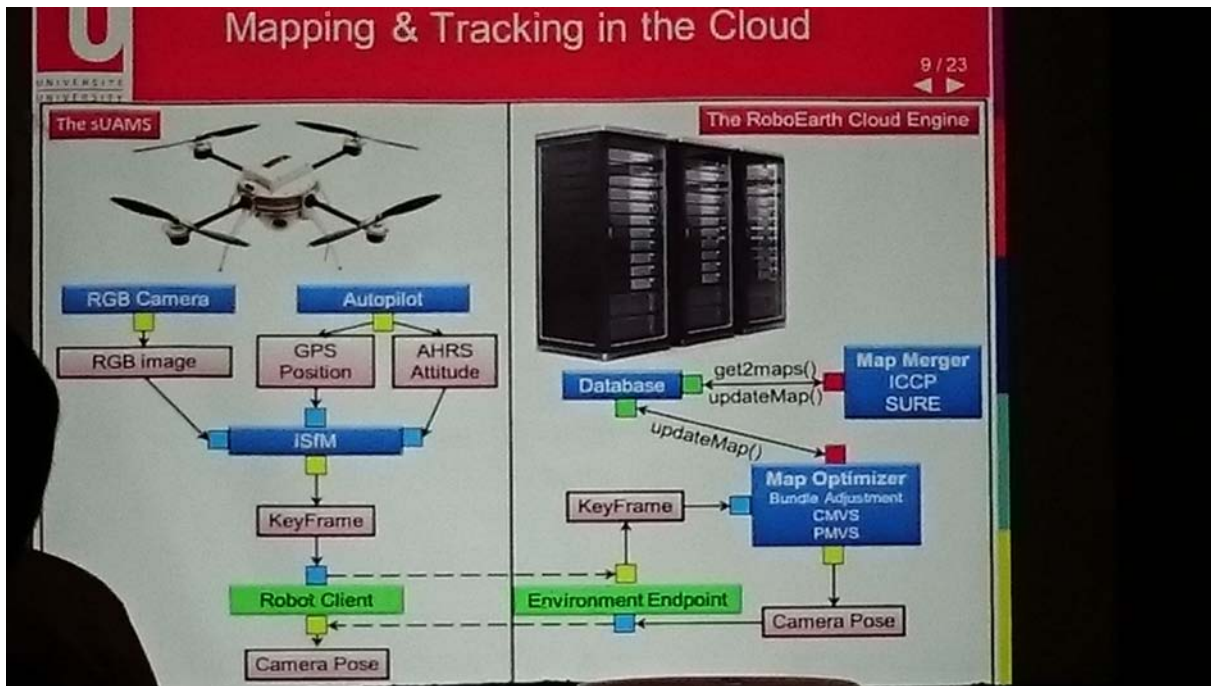 U
UNIVERSITÉ
UNIVERSITY
Mapping & Tracking in the Cloud
9 / 23
The sUAMS
RGB Camera
Autopilot
RGB image
GPS
Position
AHRS
Attitude
iSfM
KeyFrame
Robot Client
Camera Pose
The RoboEarth Cloud Engine
Database
get2maps()
updateMap()
Map Merger
ICCP
SURE
updateMap()
Map Optimizer
Bundle Adjustment
CMVS
PMVS
KeyFrame
Environment Endpoint
Camera Pose